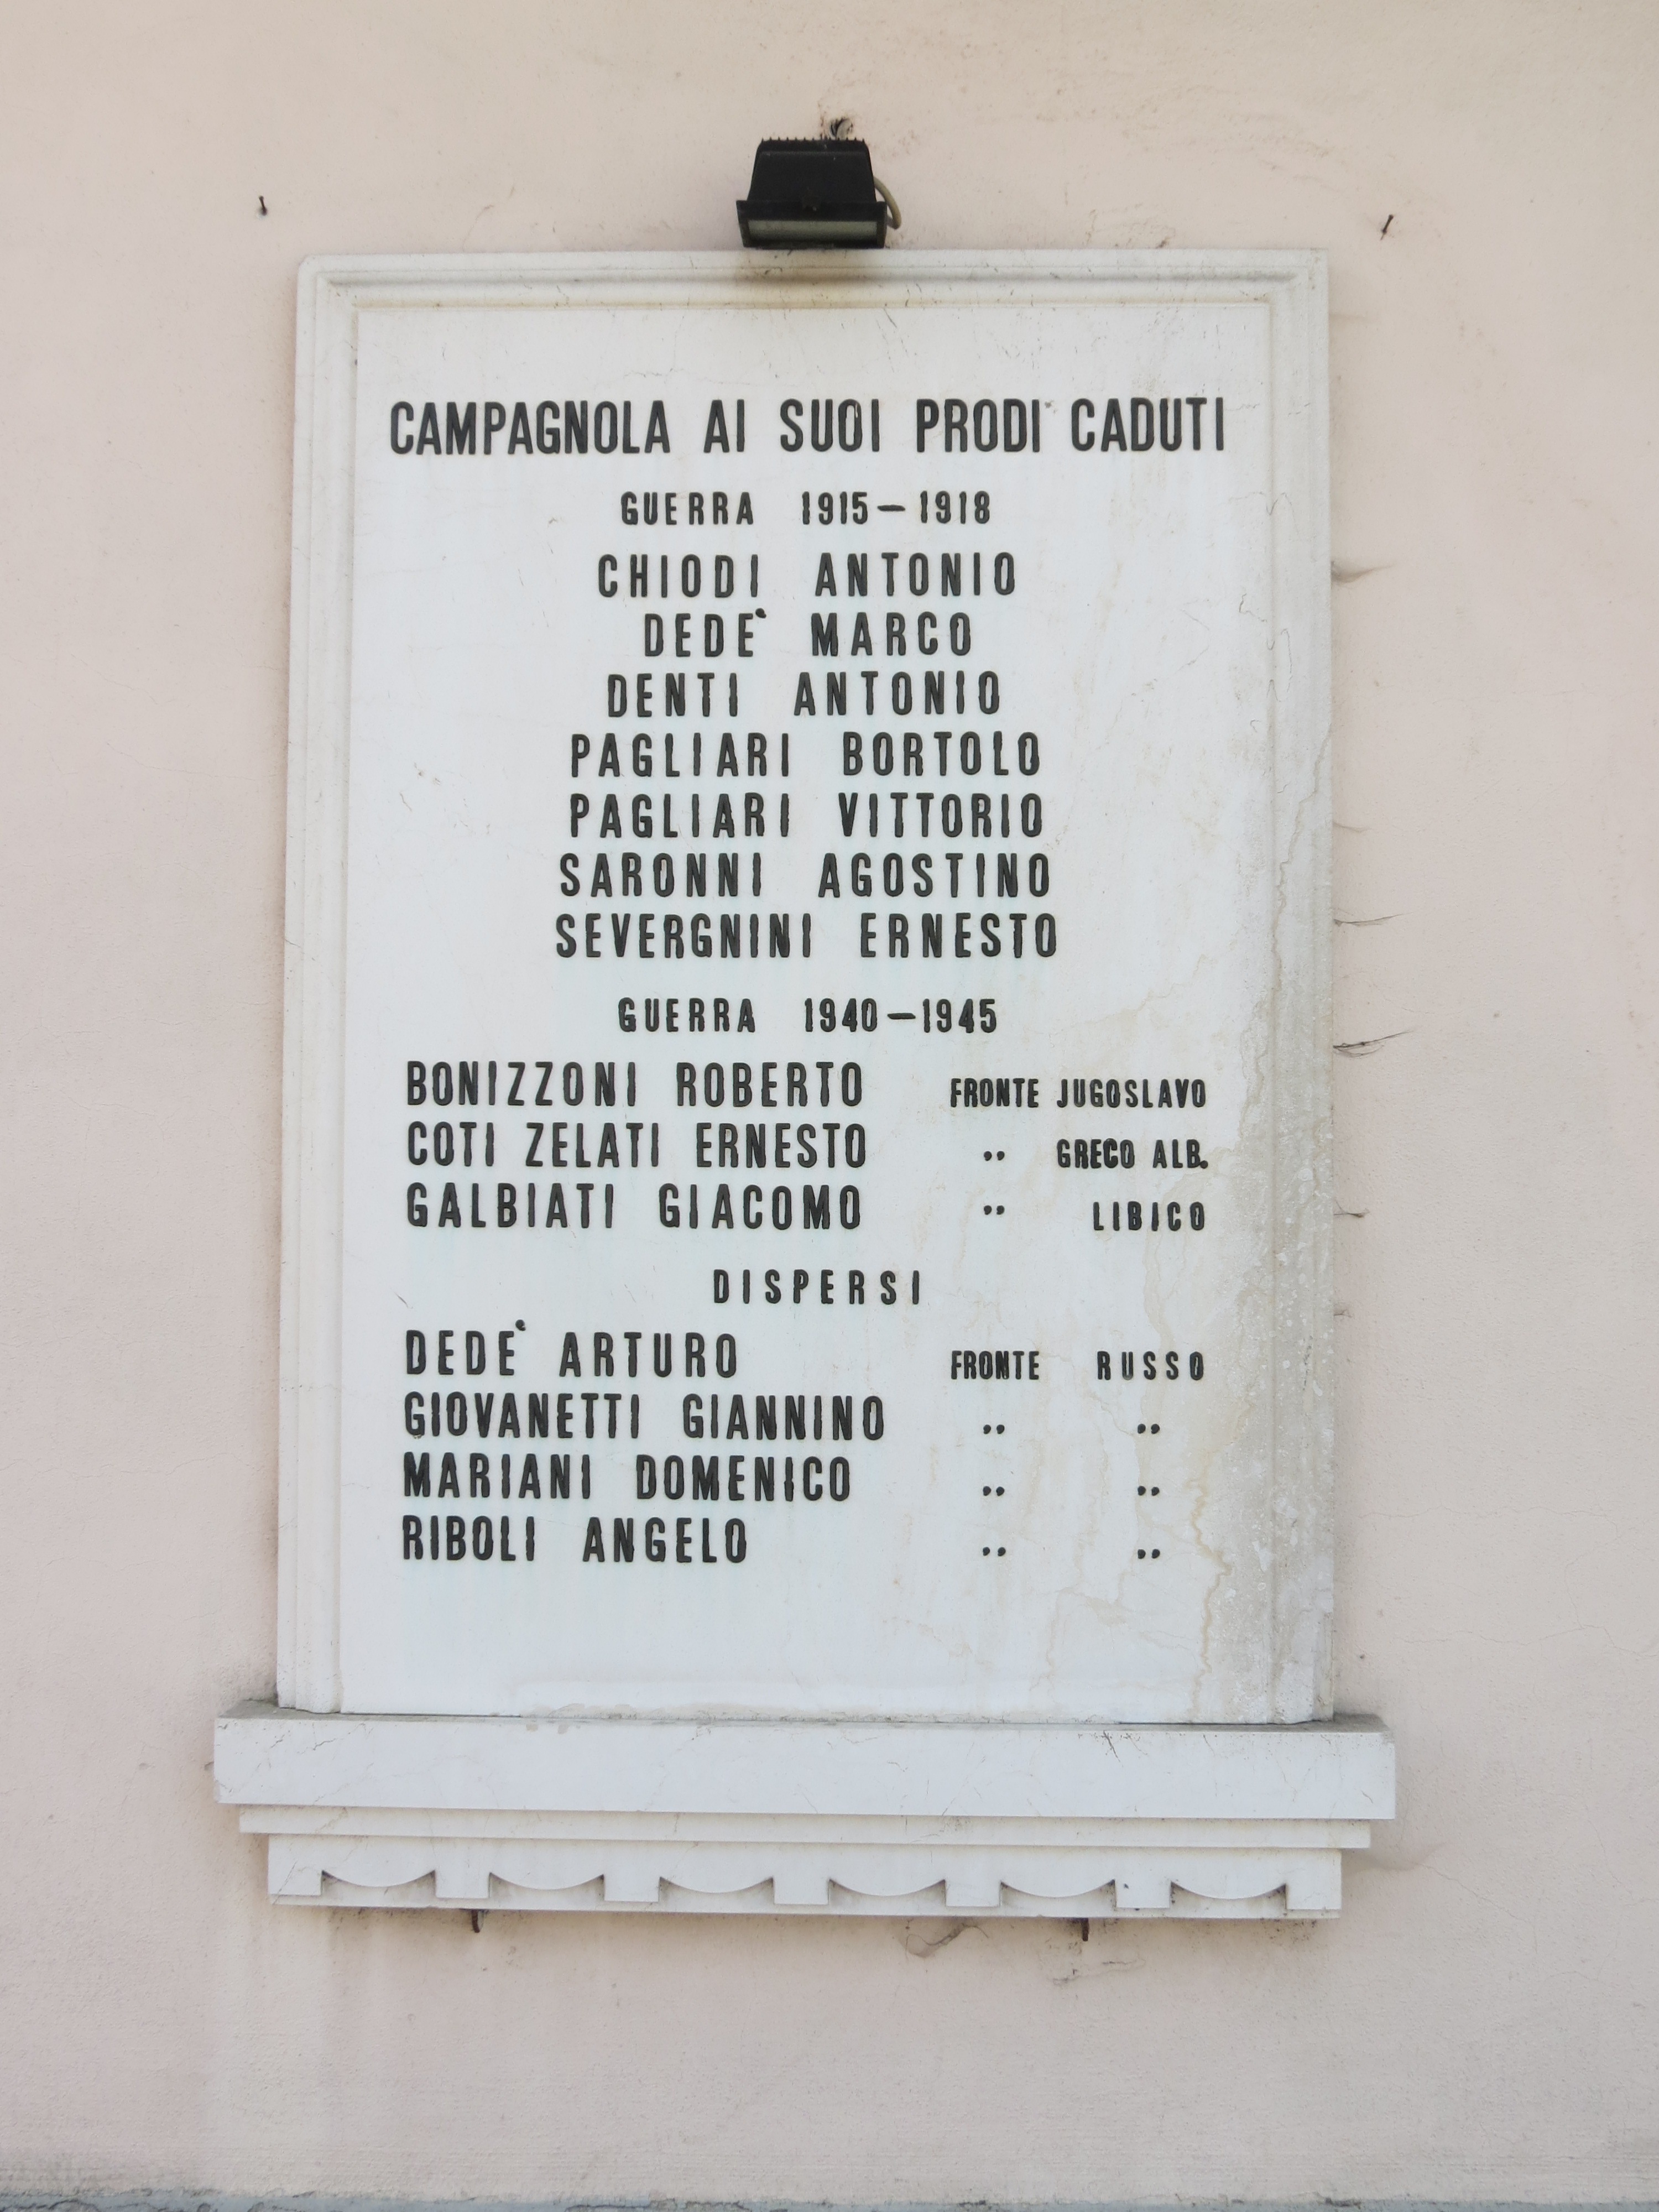 CAMPAGNOLA AI SUOI PRODI CADUTI
GUERRA 1915–1918
CHIODI ANTONIO
DEDE' MARCO
DENTI ANTONIO
PAGLIARI BORTOLO
PAGLIARI VITTORIO
SARONNI AGOSTINO
SEVERGNINI ERNESTO
GUERRA 1940–1945
BONIZZONI ROBERTO FRONTE JUGOSLAVO
COTI ZELATI ERNESTO " GRECO ALB.
GALBIATI GIACOMO " LIBICO
DISPERSI
DEDE' ARTURO FRONTE RUSSO
GIOVANETTI GIANNINO " "
MARIANI DOMENICO " "
RIBOLI ANGELO " "